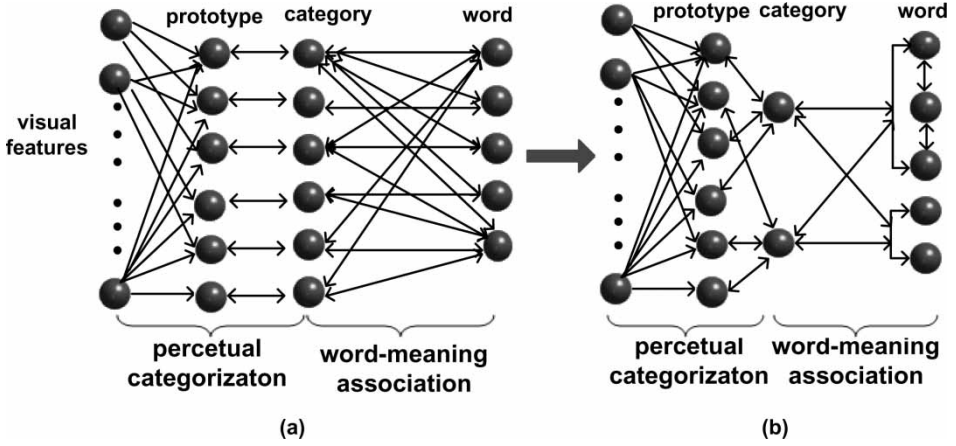 prototype category word
prototype category word
visual
features
percetual
categorizaton
word-meaning
association
percetual
categorizaton
word-meaning
association
(a)
(b)